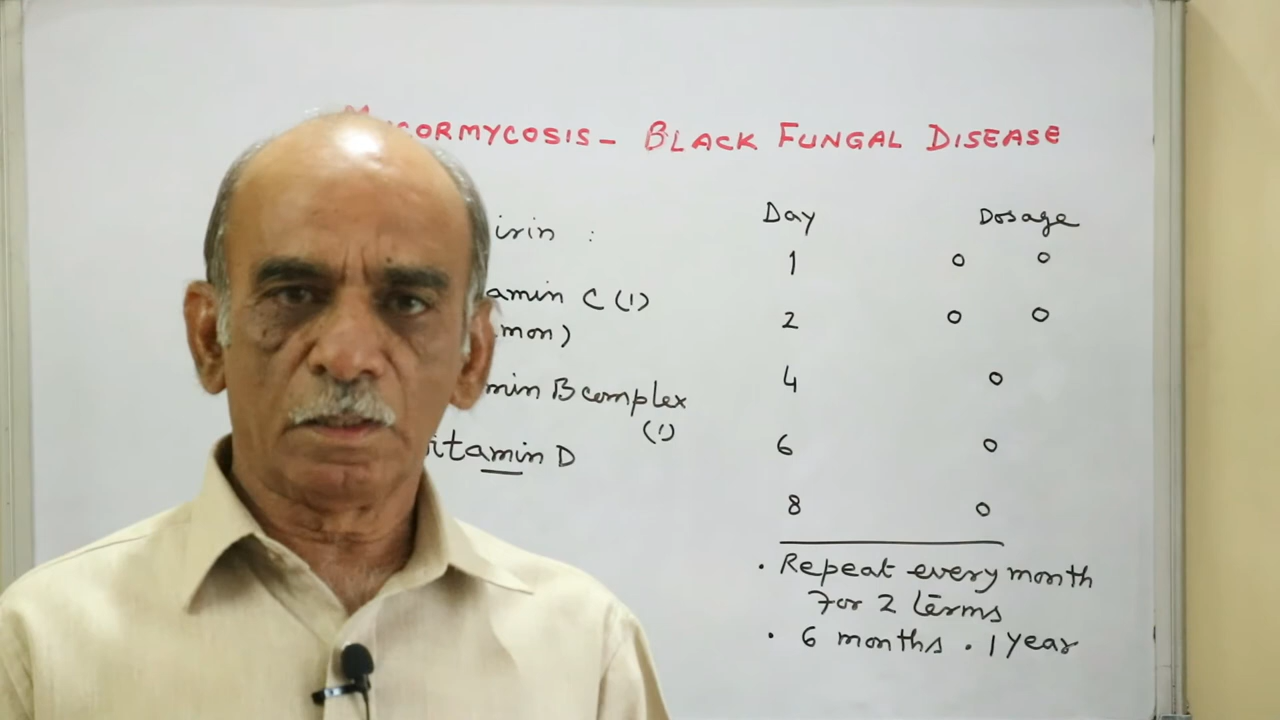 MUCORMYCOSIS - BLACK FUNGAL DISEASE
irin :
amin C (1)
mon)
min B complex
(1)
itamin D
Day Dosage
1 o o
2 o o
4 o
6 o
8 o
. Repeat every month
For 2 terms
. 6 months . 1 year